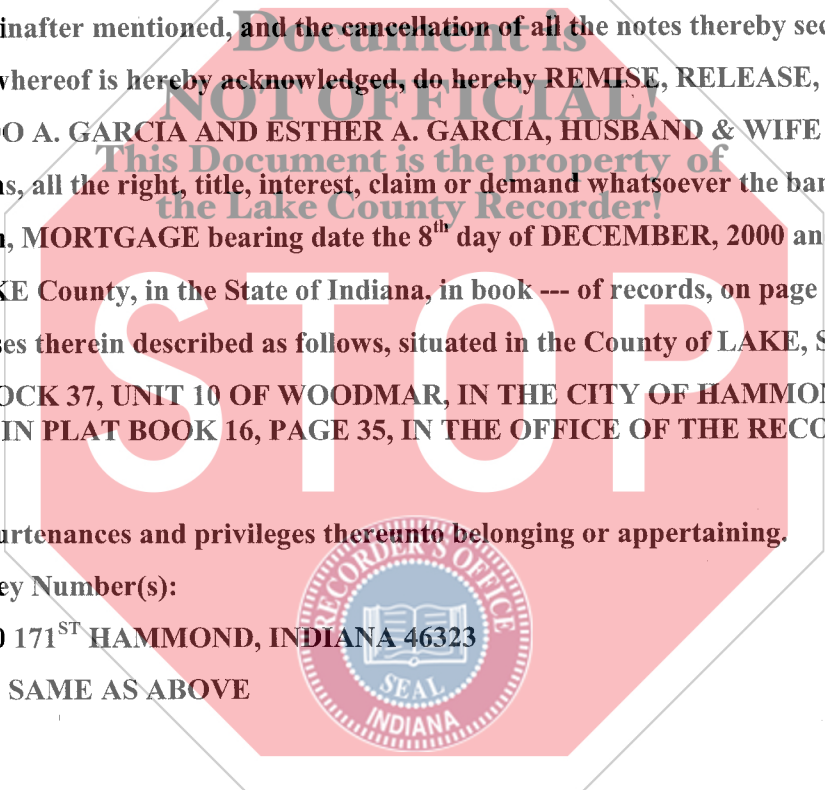 inafter mentioned, and the cancellation of all the notes thereby sec
Document is
whereof is hereby acknowledged, do hereby REMISE, RELEASE,
NOT OFFICIAL!
O A. GARCIA AND ESTHER A. GARCIA, HUSBAND & WIFE
This Document is the property of
s, all the right, title, interest, claim or demand whatsoever the ban
the Lake County Recorder!
, MORTGAGE bearing date the 8th day of DECEMBER, 2000 an
KE County, in the State of Indiana, in book --- of records, on page
ses therein described as follows, situated in the County of LAKE, S
STOP
OCK 37, UNIT 10 OF WOODMAR, IN THE CITY OF HAMMON
IN PLAT BOOK 16, PAGE 35, IN THE OFFICE OF THE RECO
urtenances and privileges thereunto belonging or appertaining.
ey Number(s):
RECORDER'S OFFICE
0 171ST HAMMOND, INDIANA 46323
SEAL
SAME AS ABOVE
INDIANA